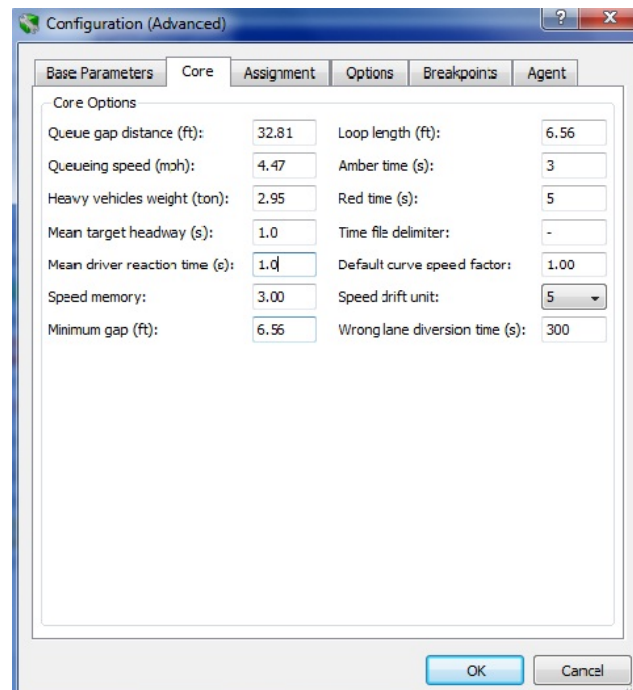 Configuration (Advanced)
? X
Base Parameters Core Assignment Options Breakpoints Agent
Core Options
Queue gap distance (ft): 32.81 Loop length (ft): 6.56
Queueing speed (mph): 4.47 Amber time (s): 3
Heavy vehicles weight (ton): 2.95 Red time (s): 5
Mean target headway (s): 1.0 Time file delimiter: -
Mean driver reaction time (s): 1.0 Default curve speed factor: 1.00
Speed memory: 3.00 Speed drift unit: 5
Minimum gap (ft): 6.56 Wrong lane diversion time (s): 300
OK Cancel